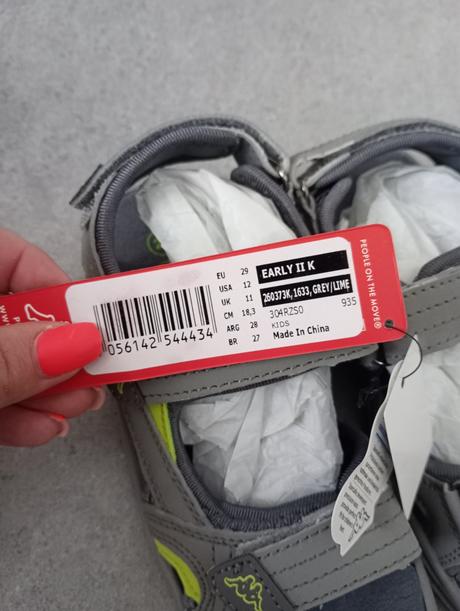 EU 29
USA 12
UK 11
CM 18,3
ARG 28
BR 27
EARLY II K
260373K,1633,GREY/LIME
304RZS0
KIDS 935
Made In China
056142 544434
PEOPLE ON THE MOVE®